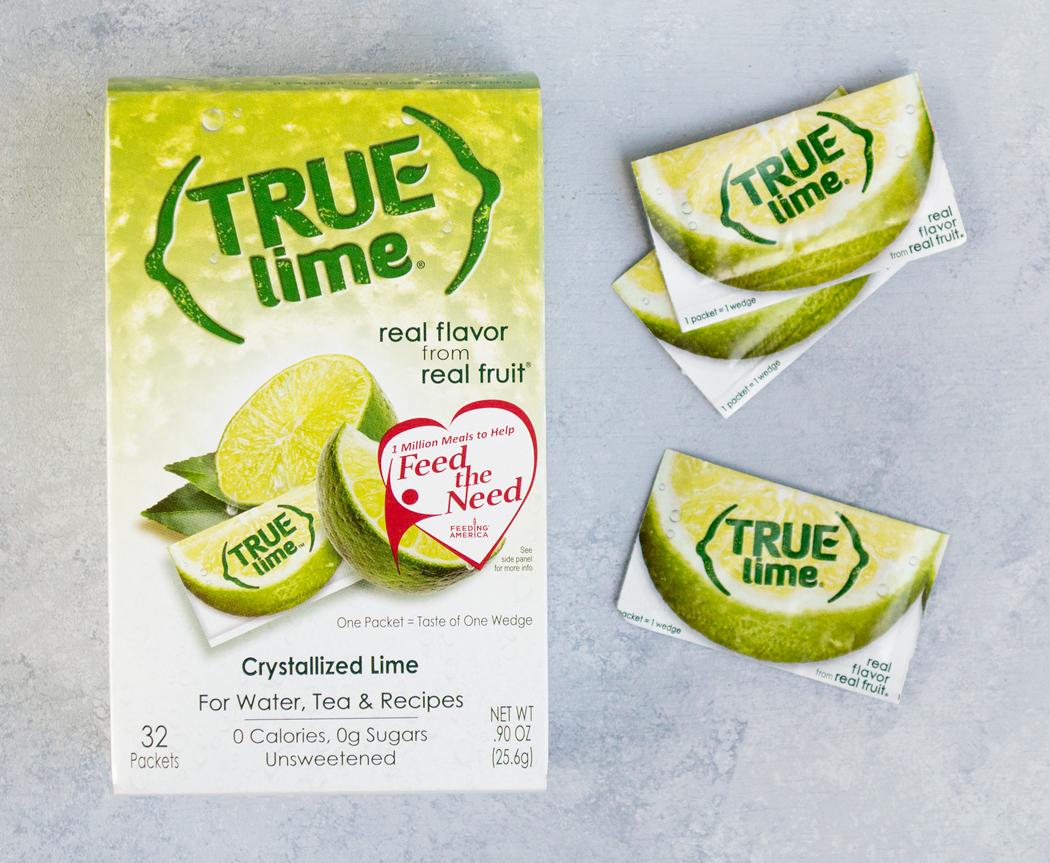 TRUE
lime®
real flavor
from
real fruit®
1 Million Meals to Help
Feed
the
Need
FEEDING
AMERICA
See
side panel
for more info
TRUE
lime™
One Packet = Taste of One Wedge
Crystallized Lime
For Water, Tea & Recipes
0 Calories, 0g Sugars
Unsweetened
32
Packets
NET WT
.90 OZ
(25.6g)
TRUE
lime®
real
flavor
from real fruit®
1 packet = 1 wedge
1 packet = 1 wedge
TRUE
lime®
packet = 1 wedge
real
flavor
from real fruit®